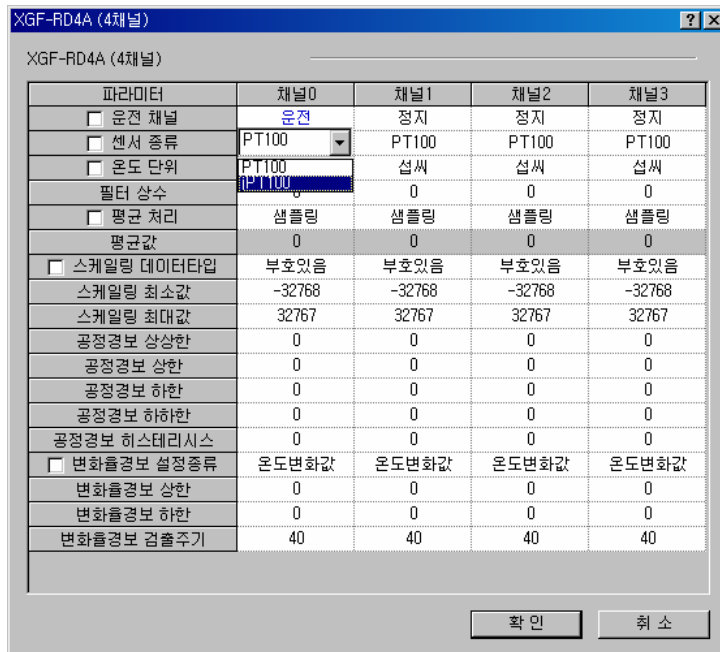 XGF-RD4A (4채널)
XGF-RD4A (4채널)
파라미터 채널0 채널1 채널2 채널3
운전 채널 운전 정지 정지 정지
센서 종류 PT100 PT100 PT100 PT100
온도 단위 PT100 섭씨 섭씨 섭씨
JPT100
필터 상수 0 0 0 0
평균 처리 샘플링 샘플링 샘플링 샘플링
평균값 0 0 0 0
스케일링 데이터타입 부호있음 부호있음 부호있음 부호있음
스케일링 최소값 -32768 -32768 -32768 -32768
스케일링 최대값 32767 32767 32767 32767
공정경보 상상한 0 0 0 0
공정경보 상한 0 0 0 0
공정경보 하한 0 0 0 0
공정경보 하하한 0 0 0 0
공정경보 히스테리시스 0 0 0 0
변화율경보 설정종류 온도변화값 온도변화값 온도변화값 온도변화값
변화율경보 상한 0 0 0 0
변화율경보 하한 0 0 0 0
변화율경보 검출주기 40 40 40 40
확인 취소